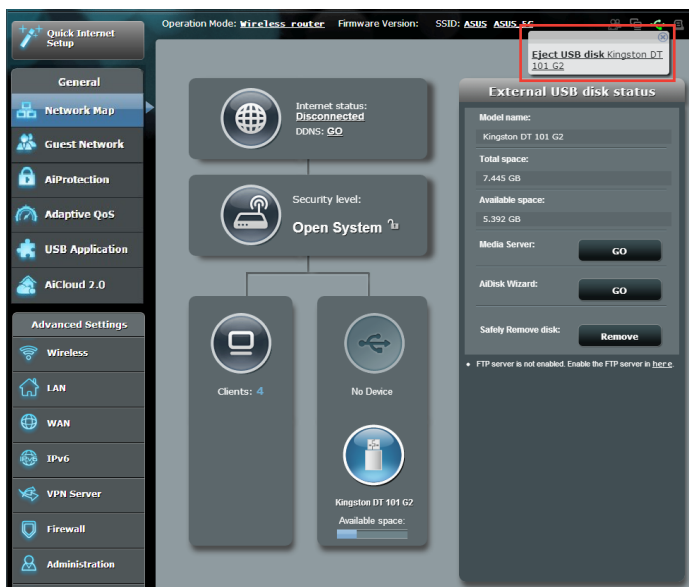 Quick Internet
Setup
Operation Mode: Wireless router Firmware Version: SSID: ASUS ASUS_5G
Eject USB disk Kingston DT
101 G2
General
Network Map
Guest Network
AiProtection
Adaptive QoS
USB Application
AiCloud 2.0
Advanced Settings
Wireless
LAN
WAN
IPv6
VPN Server
Firewall
Administration
Internet status:
Disconnected
DDNS: GO
Security level:
Open System
Clients: 4
No Device
Kingston DT 101 G2
Available space:
External USB disk status
Model name:
Kingston DT 101 G2
Total space:
7.445 GB
Available space:
5.392 GB
Media Server: GO
AiDisk Wizard: GO
Safely Remove disk: Remove
• FTP server is not enabled. Enable the FTP server in here.